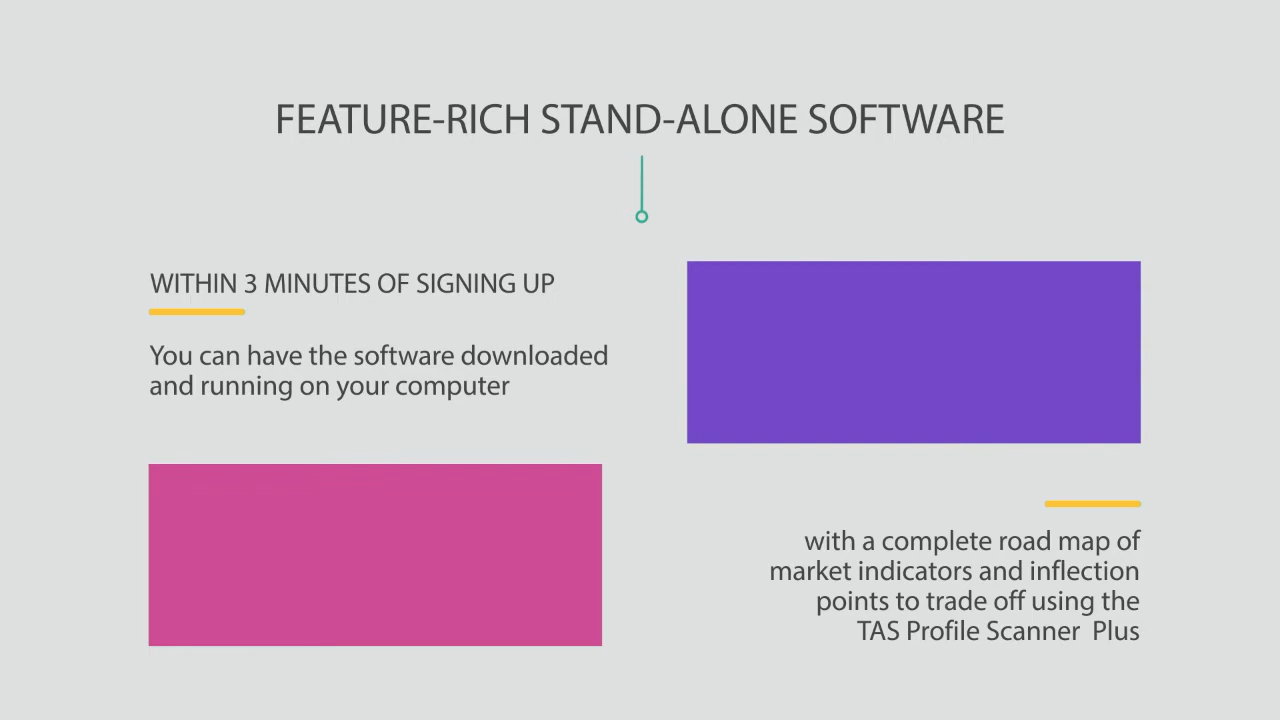 FEATURE-RICH STAND-ALONE SOFTWARE
WITHIN 3 MINUTES OF SIGNING UP
You can have the software downloaded
and running on your computer
with a complete road map of
market indicators and inflection
points to trade off using the
TAS Profile Scanner  Plus